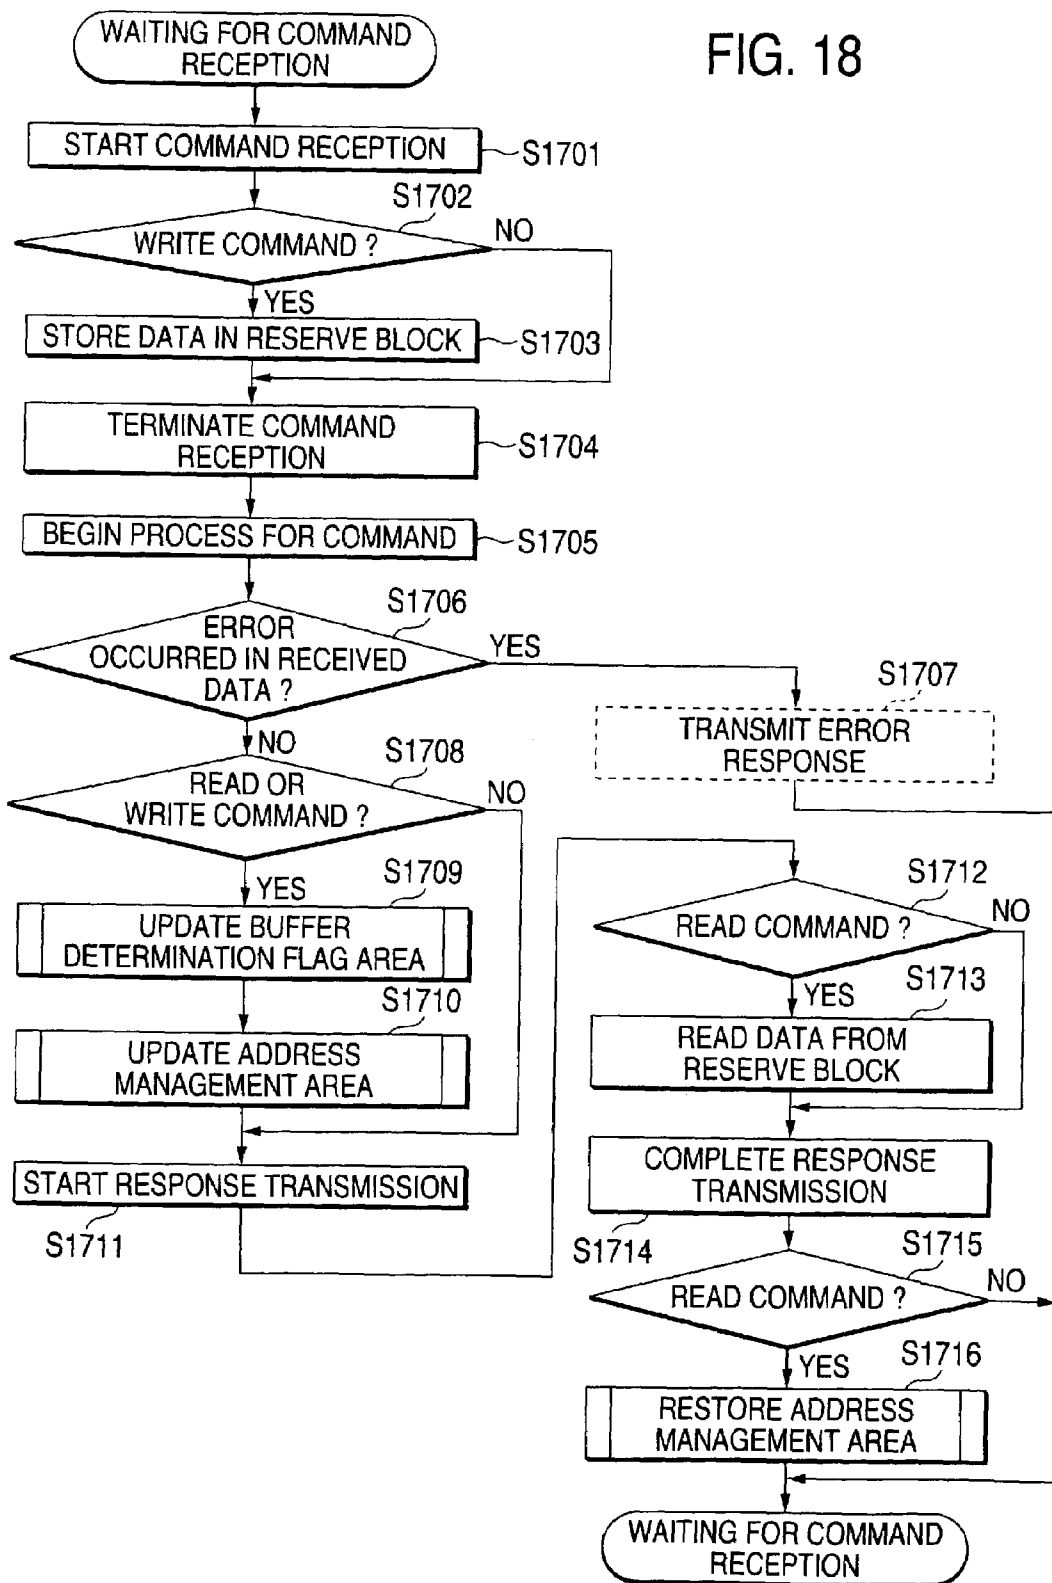 FIG. 18
WAITING FOR COMMAND
RECEPTION
START COMMAND RECEPTION
S1701
S1702
WRITE COMMAND ?
NO
YES
STORE DATA IN RESERVE BLOCK
S1703
TERMINATE COMMAND
RECEPTION
S1704
BEGIN PROCESS FOR COMMAND
S1705
S1706
ERROR
OCCURRED IN RECEIVED
DATA ?
YES
NO
S1707
TRANSMIT ERROR
RESPONSE
S1708
READ OR
WRITE COMMAND ?
NO
YES
S1709
UPDATE BUFFER
DETERMINATION FLAG AREA
S1710
UPDATE ADDRESS
MANAGEMENT AREA
START RESPONSE TRANSMISSION
S1711
S1712
READ COMMAND ?
NO
YES
S1713
READ DATA FROM
RESERVE BLOCK
COMPLETE RESPONSE
TRANSMISSION
S1714
S1715
READ COMMAND ?
NO
YES
S1716
RESTORE ADDRESS
MANAGEMENT AREA
WAITING FOR COMMAND
RECEPTION